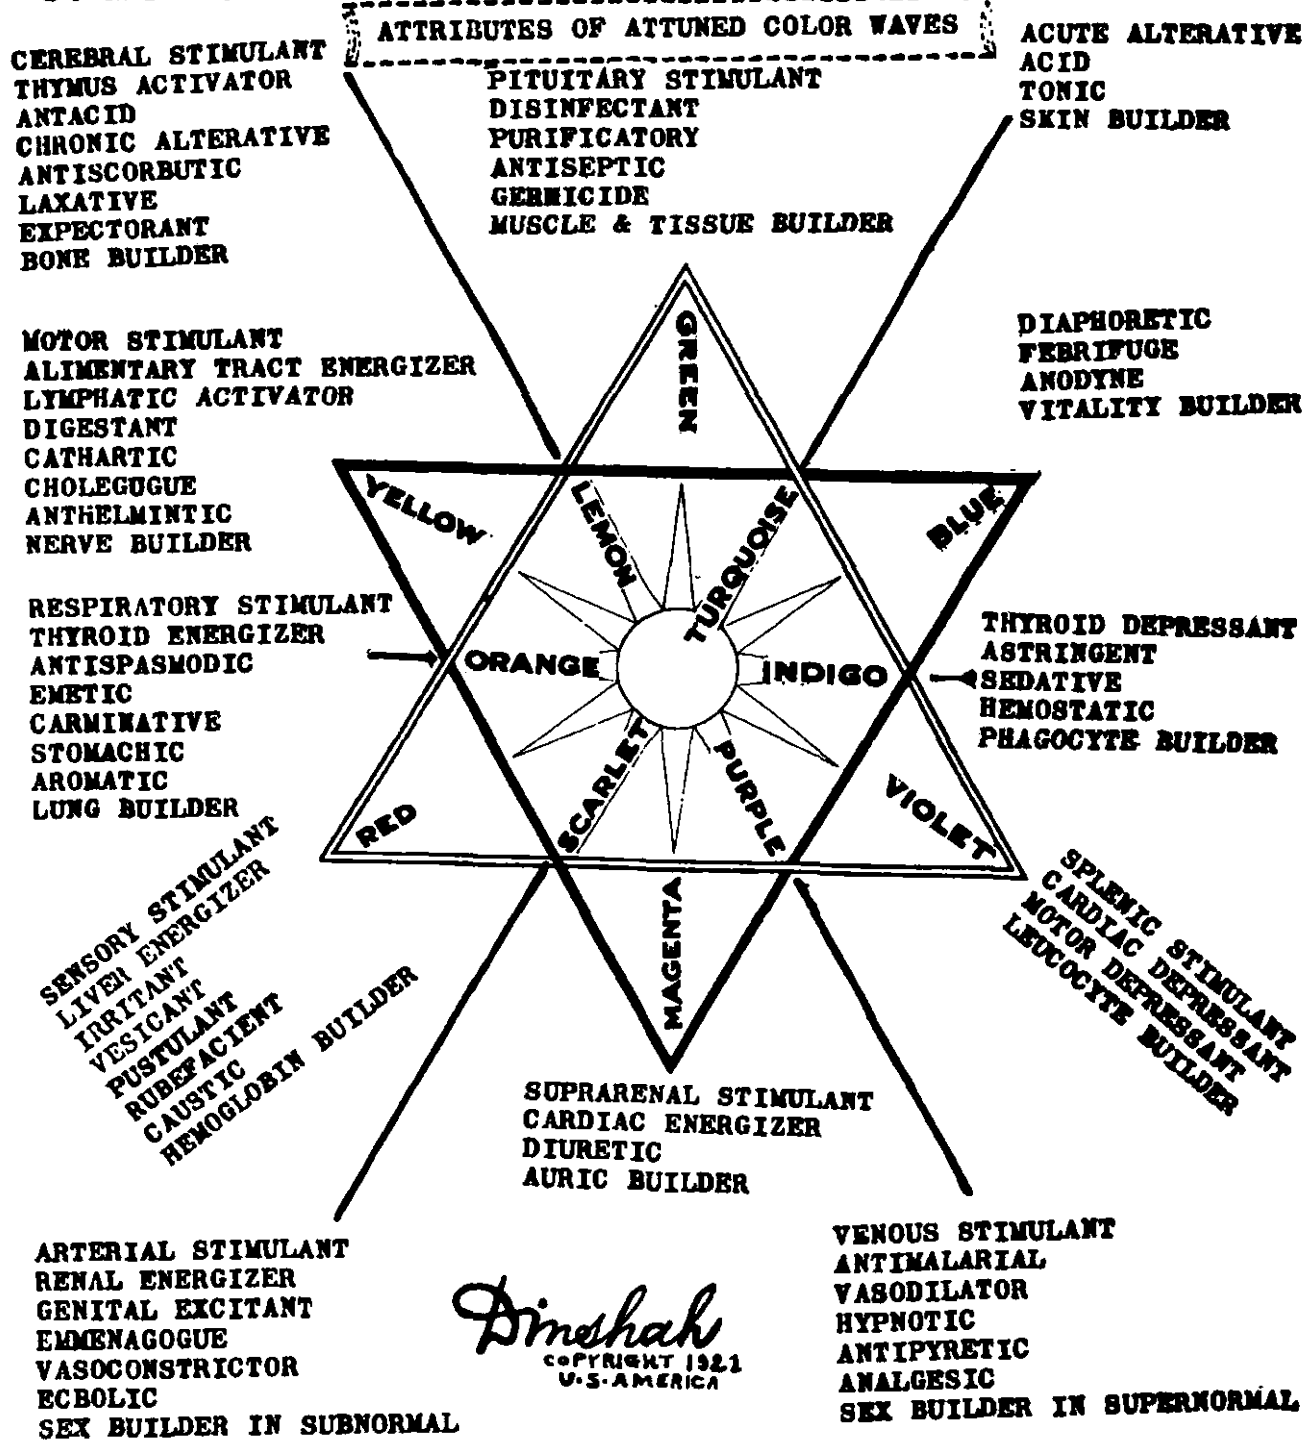 ATTRIBUTES OF ATTUNED COLOR WAVES
CEREBRAL STIMULANT
THYMUS ACTIVATOR
ANTACID
CHRONIC ALTERATIVE
ANTISCORBUTIC
LAXATIVE
EXPECTORANT
BONE BUILDER
PITUITARY STIMULANT
DISINFECTANT
PURIFICATORY
ANTISEPTIC
GERMICIDE
MUSCLE & TISSUE BUILDER
ACUTE ALTERATIVE
ACID
TONIC
SKIN BUILDER
MOTOR STIMULANT
ALIMENTARY TRACT ENERGIZER
LYMPHATIC ACTIVATOR
DIGESTANT
CATHARTIC
CHOLEGOGUE
ANTHELMINTIC
NERVE BUILDER
DIAPHORETIC
FEBRIFUGE
ANODYNE
VITALITY BUILDER
GREEN
YELLOW
LEMON
TURQUOISE
BLUE
ORANGE
INDIGO
RED
SCARLET
PURPLE
VIOLET
MAGENTA
RESPIRATORY STIMULANT
THYROID ENERGIZER
ANTISPASMODIC
EMETIC
CARMINATIVE
STOMACHIC
AROMATIC
LUNG BUILDER
THYROID DEPRESSANT
ASTRINGENT
SEDATIVE
HEMOSTATIC
PHAGOCYTE BUILDER
SENSORY STIMULANT
LIVER ENERGIZER
IRRITANT
VESICANT
PUSTULANT
RUBEFACIENT
CAUSTIC
HEMOGLOBIN BUILDER
SPLENIC STIMULANT
CARDIAC DEPRESSANT
MOTOR DEPRESSANT
LEUCOCYTE BUILDER
SUPRARENAL STIMULANT
CARDIAC ENERGIZER
DIURETIC
AURIC BUILDER
ARTERIAL STIMULANT
RENAL ENERGIZER
GENITAL EXCITANT
EMMENAGOGUE
VASOCONSTRICTOR
ECBOLIC
SEX BUILDER IN SUBNORMAL
Dinshah
COPYRIGHT 1921
U.S.AMERICA
VENOUS STIMULANT
ANTIMALARIAL
VASODILATOR
HYPNOTIC
ANTIPYRETIC
ANALGESIC
SEX BUILDER IN SUPERNORMAL